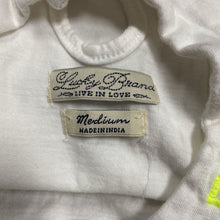 Lucky Brand
LIVE IN LOVE
Medium
MADE IN INDIA